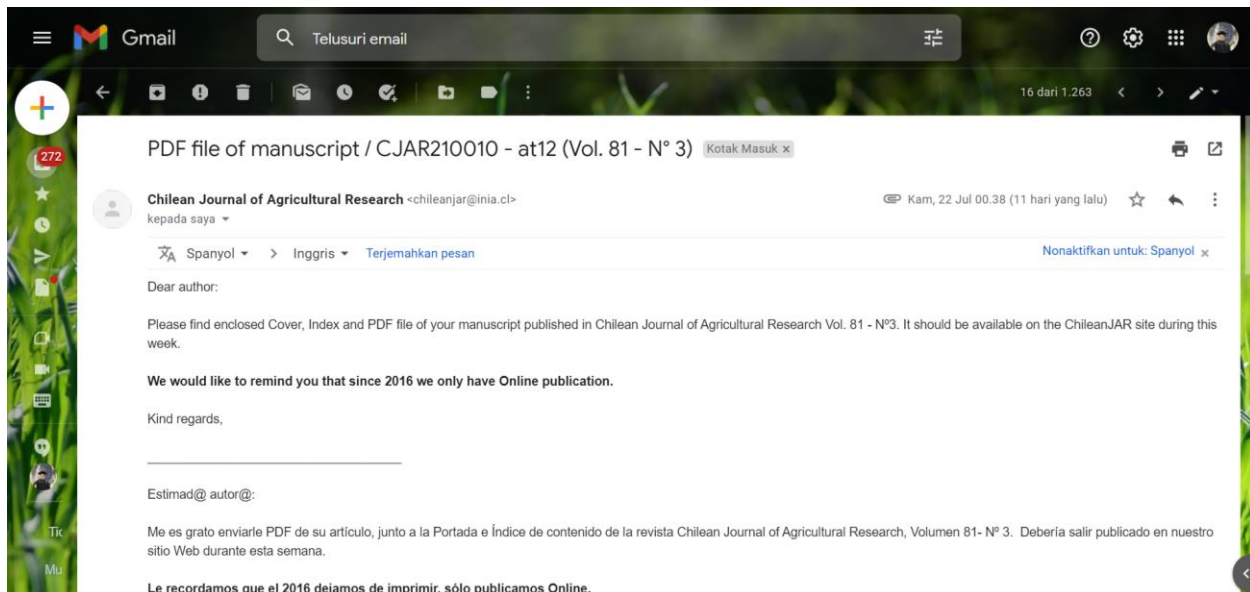 Gmail
Telusuri email
16 dari 1.263
272
PDF file of manuscript / CJAR210010 - at12 (Vol. 81 - N° 3) Kotak Masuk ×
Chilean Journal of Agricultural Research <chileanjar@inia.cl>
Kam, 22 Jul 00.38 (11 hari yang lalu)
kepada saya
Spanyol > Inggris Terjemahkan pesan
Nonaktifkan untuk: Spanyol ×
Dear author:
Please find enclosed Cover, Index and PDF file of your manuscript published in Chilean Journal of Agricultural Research Vol. 81 - Nº3. It should be available on the ChileanJAR site during this
week.
We would like to remind you that since 2016 we only have Online publication.
Kind regards,
Estimad@ autor@:
Me es grato enviarle PDF de su artículo, junto a la Portada e Índice de contenido de la revista Chilean Journal of Agricultural Research, Volumen 81- Nº 3. Debería salir publicado en nuestro
sitio Web durante esta semana.
Le recordamos que el 2016 dejamos de imprimir, sólo publicamos Online.
Mu